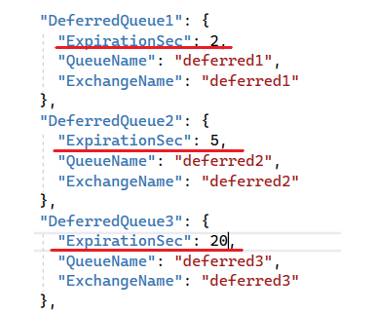 "DeferredQueue1": {
"ExpirationSec": 2,
"QueueName": "deferred1",
"ExchangeName": "deferred1"
},
"DeferredQueue2": {
"ExpirationSec": 5,
"QueueName": "deferred2",
"ExchangeName": "deferred2"
},
"DeferredQueue3": {
"ExpirationSec": 20,
"QueueName": "deferred3",
"ExchangeName": "deferred3"
},